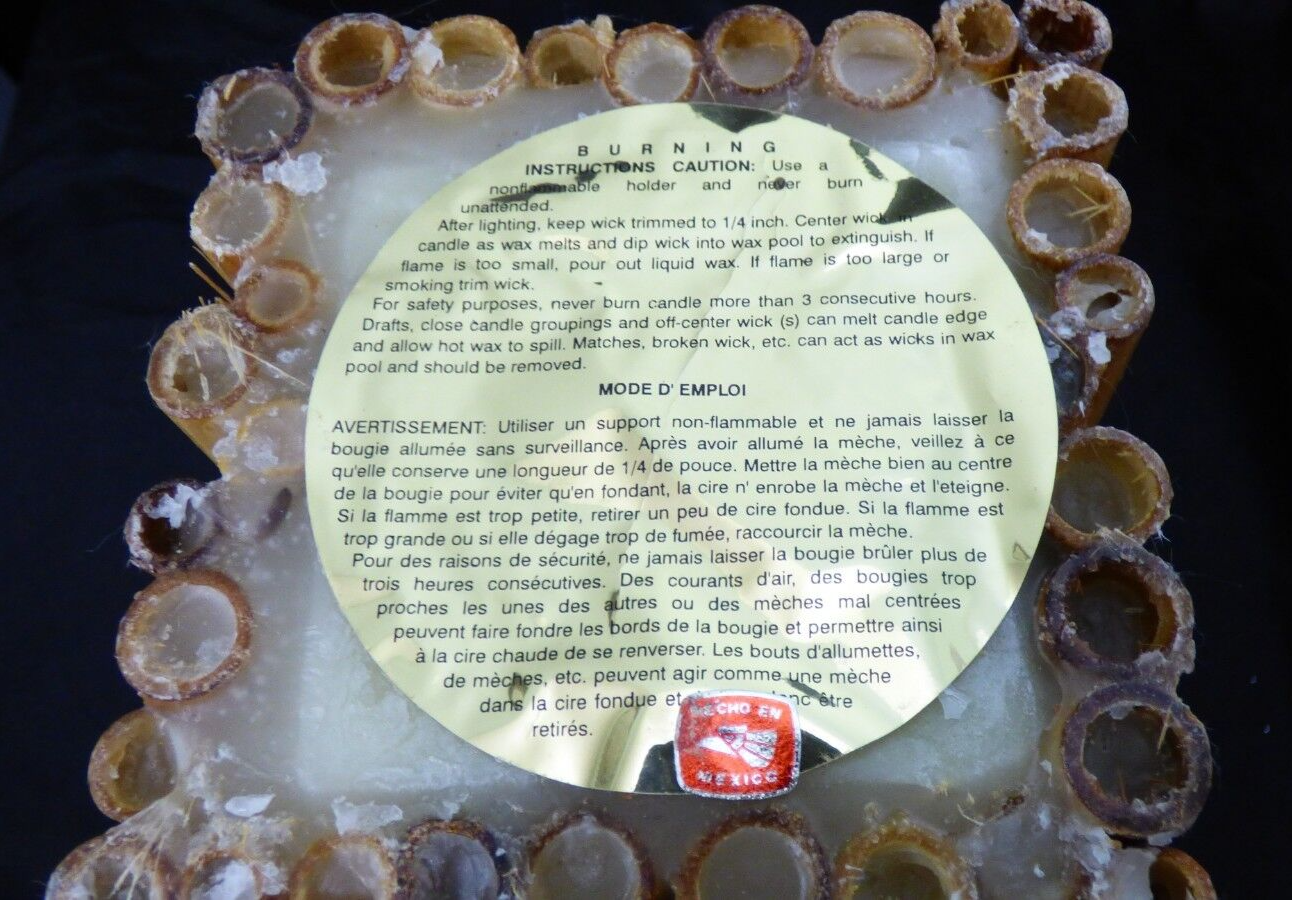 BURNING
INSTRUCTIONS CAUTION: Use a
nonflammable holder and never burn
unattended.
After lighting, keep wick trimmed to 1/4 inch. Center wick in
candle as wax melts and dip wick into wax pool to extinguish. If
flame is too small, pour out liquid wax. If flame is too large or
smoking trim wick.
For safety purposes, never burn candle more than 3 consecutive hours.
Drafts, close candle groupings and off-center wick (s) can melt candle edge
and allow hot wax to spill. Matches, broken wick, etc. can act as wicks in wax
pool and should be removed.
MODE D' EMPLOI
AVERTISSEMENT: Utiliser un support non-flammable et ne jamais laisser la
bougie allumée sans surveillance. Après avoir allumé la mèche, veillez à ce
qu'elle conserve une longueur de 1/4 de pouce. Mettre la mèche bien au centre
de la bougie pour éviter qu'en fondant, la cire n' enrobe la mèche et l'eteigne.
Si la flamme est trop petite, retirer un peu de cire fondue. Si la flamme est
trop grande ou si elle dégage trop de fumée, raccourcir la mèche.
Pour des raisons de sécurité, ne jamais laisser la bougie brûler plus de
trois heures consécutives. Des courants d'air, des bougies trop
proches les unes des autres ou des mèches mal centrées
peuvent faire fondre les bords de la bougie et permettre ainsi
à la cire chaude de se renverser. Les bouts d'allumettes,
de mèches, etc. peuvent agir comme une mèche
dans la cire fondue et être
retirés.
HECHO EN
MEXICO